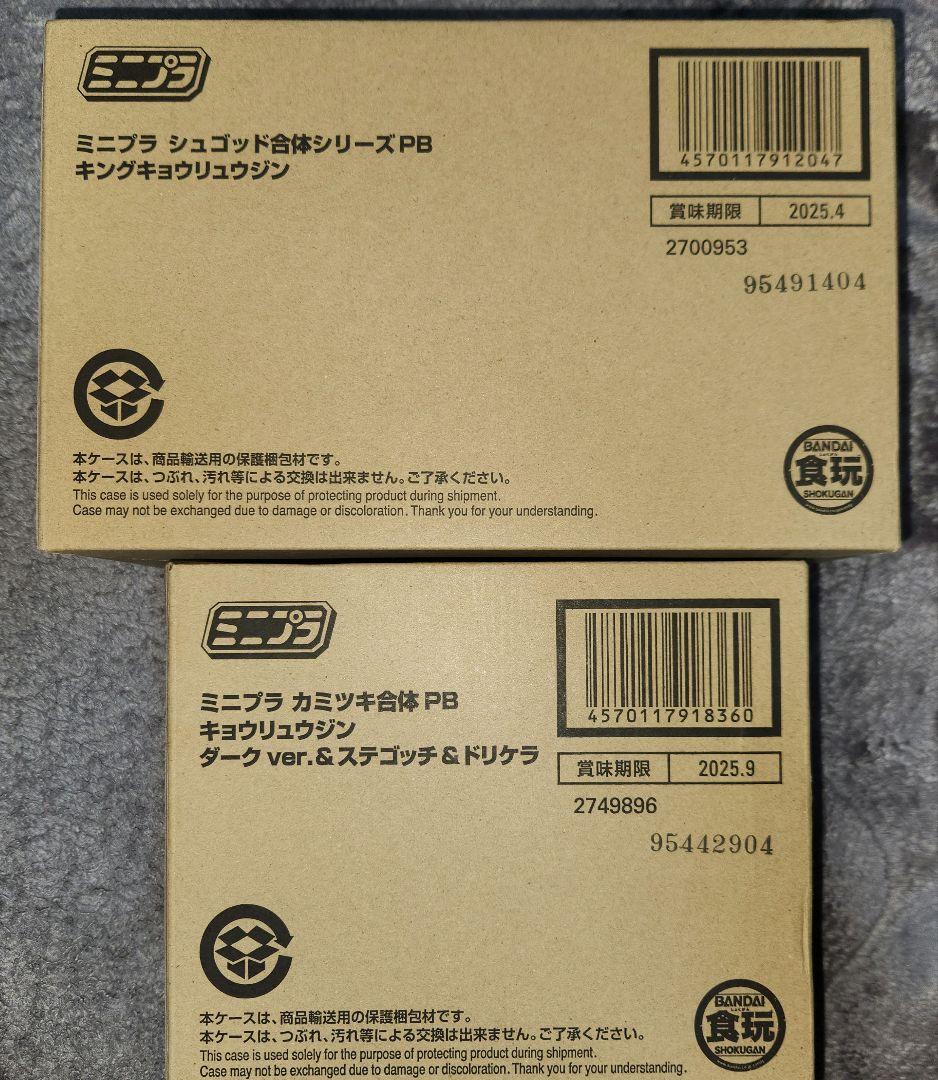 ミニプラ
ミニプラ シュゴッド合体シリーズPB
キングキョウリュウジン
4570117912047
賞味期限 2025.4
2700953
95491404
本ケースは、商品輸送用の保護梱包材です。
本ケースは、つぶれ、汚れ等による交換は出来ません。ご了承ください。
This case is used solely for the purpose of protecting product during shipment.
Case may not be exchanged due to damage or discoloration. Thank you for your understanding.
BANDAI
しょくがん
食玩
SHOKUGAN
ミニプラ
ミニプラ カミツキ合体 PB
キョウリュウジン
ダーク ver.&ステゴッチ&ドリケラ
4570117918360
賞味期限 2025.9
2749896
95442904
本ケースは、商品輸送用の保護梱包材です。
本ケースは、つぶれ、汚れ等による交換は出来ません。ご了承ください。
This case is used solely for the purpose of protecting product during shipment.
Case may not be exchanged due to damage or discoloration. Thank you for your understanding.
BANDAI
しょくがん
食玩
SHOKUGAN